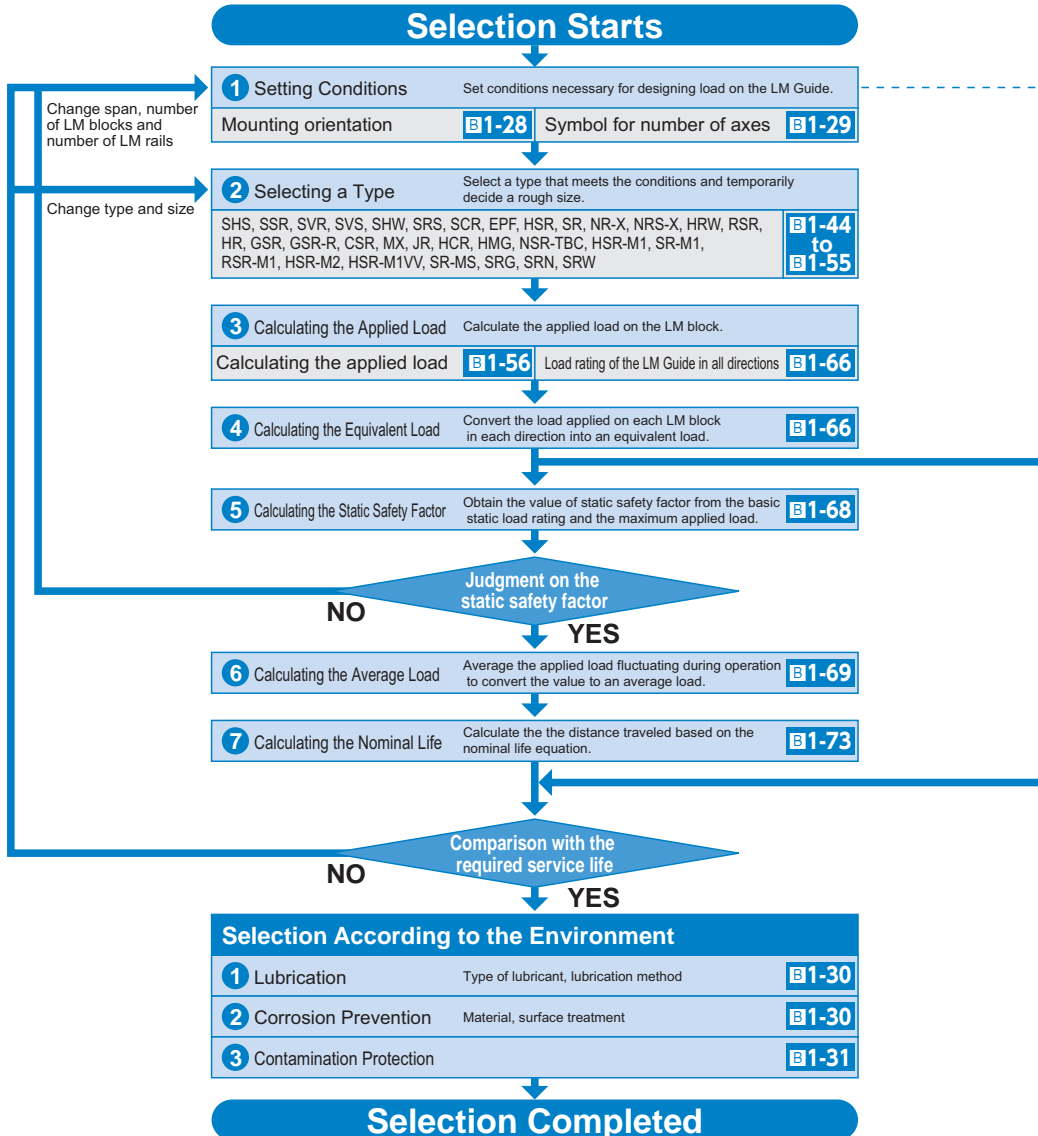 Selection Starts
1 Setting Conditions Set conditions necessary for designing load on the LM Guide.
Mounting orientation B1-28 Symbol for number of axes B1-29
Change span, number
of LM blocks and
number of LM rails
2 Selecting a Type Select a type that meets the conditions and temporarily
decide a rough size.
Change type and size
SHS, SSR, SVR, SVS, SHW, SRS, SCR, EPF, HSR, SR, NR-X, NRS-X, HRW, RSR,
HR, GSR, GSR-R, CSR, MX, JR, HCR, HMG, NSR-TBC, HSR-M1, SR-M1,
RSR-M1, HSR-M2, HSR-M1VV, SR-MS, SRG, SRN, SRW
B1-44
to
B1-55
3 Calculating the Applied Load Calculate the applied load on the LM block.
Calculating the applied load B1-56 Load rating of the LM Guide in all directions B1-66
4 Calculating the Equivalent Load Convert the load applied on each LM block
in each direction into an equivalent load.
B1-66
5 Calculating the Static Safety Factor Obtain the value of static safety factor from the basic
static load rating and the maximum applied load.
B1-68
Judgment on the
static safety factor
NO
YES
6 Calculating the Average Load Average the applied load fluctuating during operation
to convert the value to an average load.
B1-69
7 Calculating the Nominal Life Calculate the the distance traveled based on the
nominal life equation.
B1-73
Comparison with the
required service life
NO
YES
Selection According to the Environment
1 Lubrication Type of lubricant, lubrication method B1-30
2 Corrosion Prevention Material, surface treatment B1-30
3 Contamination Protection B1-31
Selection Completed